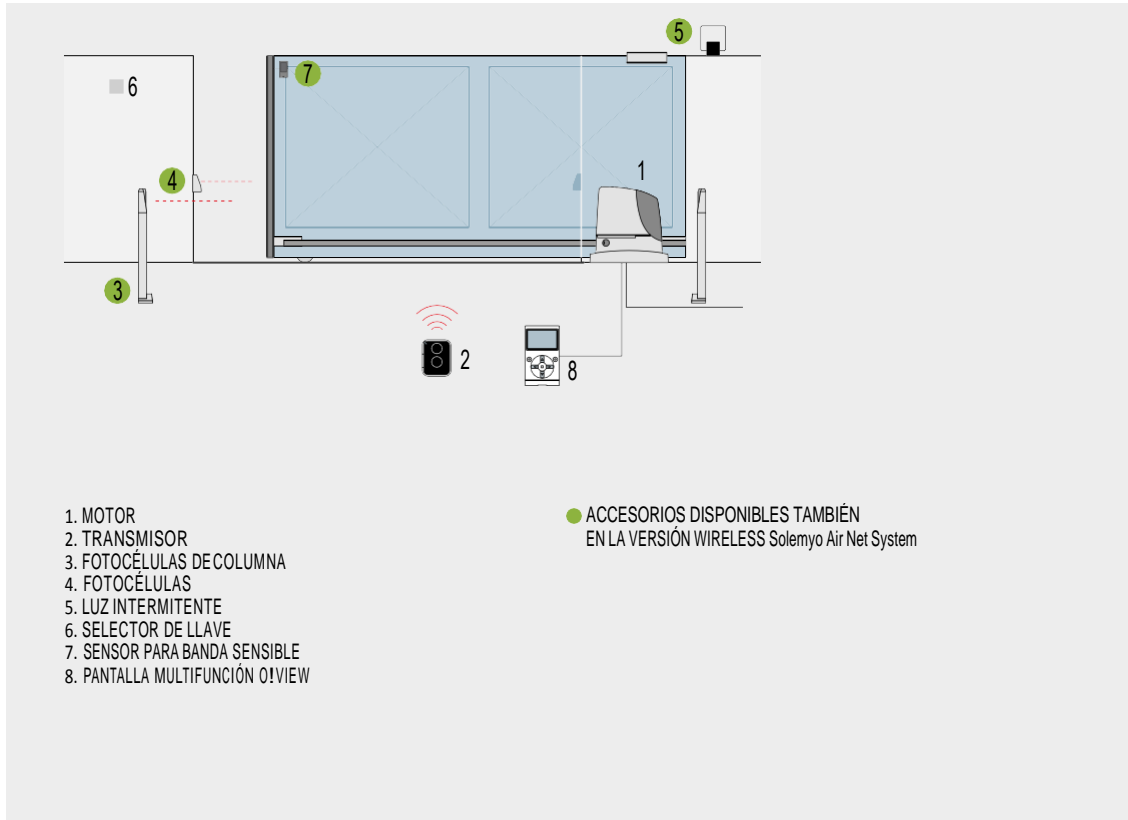 5
6
7
4
1
3
2
8
1. MOTOR
2. TRANSMISOR
3. FOTOCÉLULAS DE COLUMNA
4. FOTOCÉLULAS
5. LUZ INTERMITENTE
6. SELECTOR DE LLAVE
7. SENSOR PARA BANDA SENSIBLE
8. PANTALLA MULTIFUNCIÓN O!VIEW
ACCESORIOS DISPONIBLES TAMBIÉN
EN LA VERSIÓN WIRELESS Solemyo Air Net System